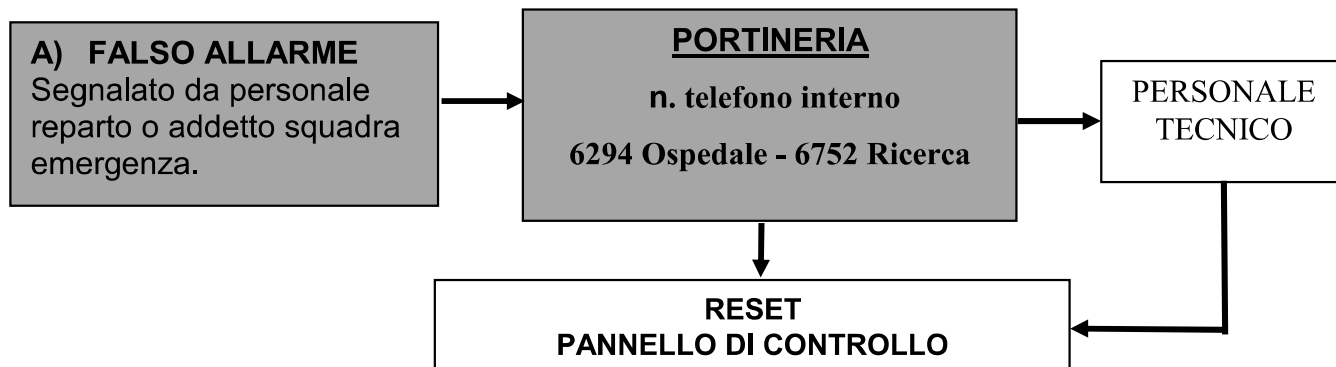 A) FALSO ALLARME
Segnalato da personale
reparto o addetto squadra
emergenza.
PORTINERIA
n. telefono interno
6294 Ospedale - 6752 Ricerca
PERSONALE
TECNICO
RESET
PANNELLO DI CONTROLLO